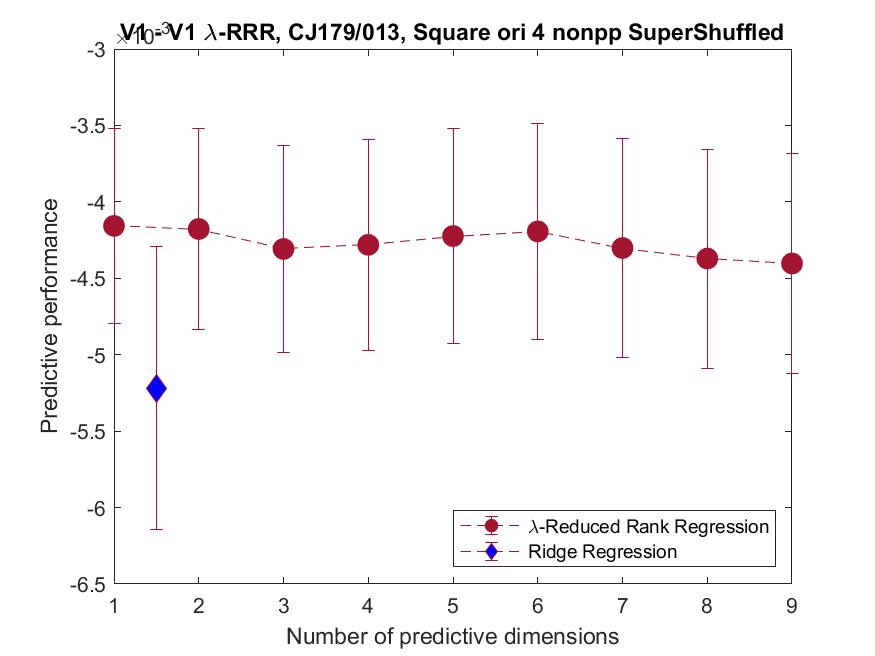 V1 - V1 λ-RRR, CJ179/013, Square ori 4 nonpp SuperShuffled
×10-3
-3
-3.5
-4
-4.5
-5
-5.5
-6
-6.5
Predictive performance
1 2 3 4 5 6 7 8 9
Number of predictive dimensions
λ-Reduced Rank Regression
Ridge Regression